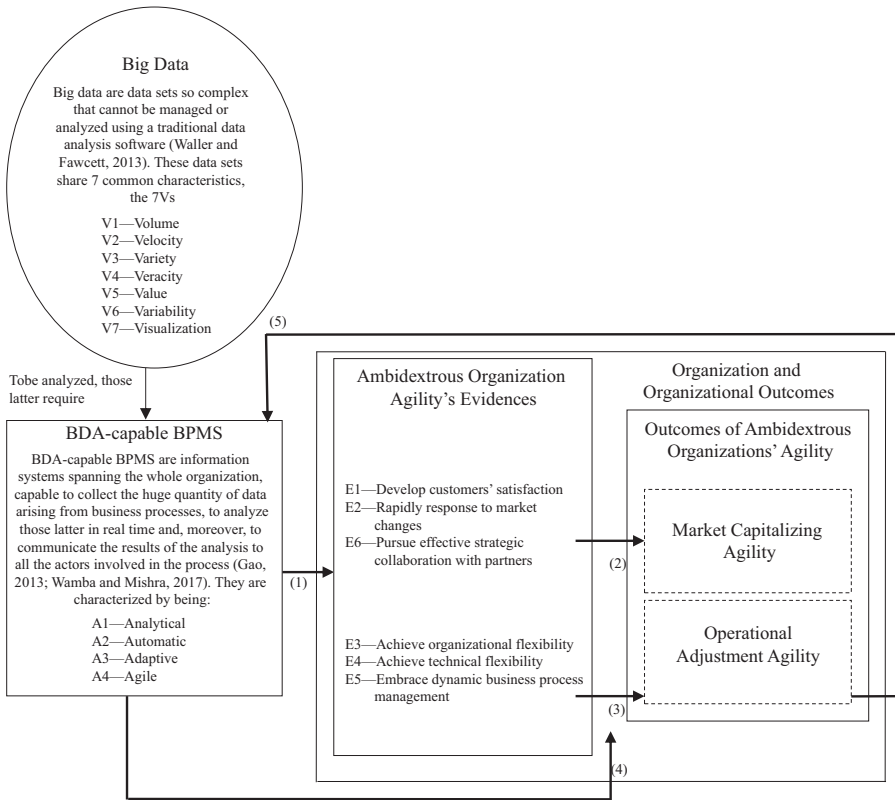 Big Data
Big data are data sets so complex
that cannot be managed or
analyzed using a traditional data
analysis software (Waller and
Fawcett, 2013). These data sets
share 7 common characteristics,
the 7Vs
V1—Volume
V2—Velocity
V3—Variety
V4—Veracity
V5—Value
V6—Variability
V7—Visualization
(5)
Tobe analyzed, those
latter require
BDA-capable BPMS
BDA-capable BPMS are information
systems spanning the whole organization,
capable to collect the huge quantity of data
arising from business processes, to analyze
those latter in real time and, moreover, to
communicate the results of the analysis to
all the actors involved in the process (Gao,
2013; Wamba and Mishra, 2017). They are
characterized by being:
A1—Analytical
A2—Automatic
A3—Adaptive
A4—Agile
(1)
Ambidextrous Organization
Agility's Evidences
E1—Develop customers' satisfaction
E2—Rapidly response to market
changes
E6—Pursue effective strategic
collaboration with partners
E3—Achieve organizational flexibility
E4—Achieve technical flexibility
E5—Embrace dynamic business process
management
(2)
(3)
(4)
Organization and
Organizational Outcomes
Outcomes of Ambidextrous
Organizations' Agility
Market Capitalizing
Agility
Operational
Adjustment Agility